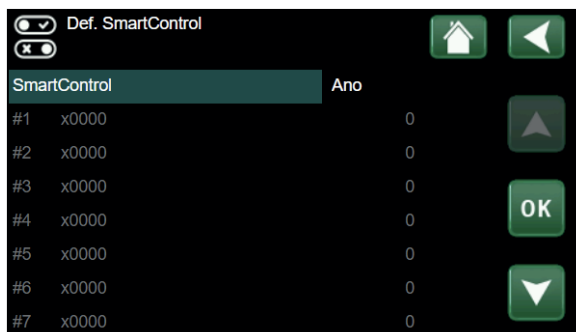 Def. SmartControl
SmartControl Ano
#1 x0000 0
#2 x0000 0
#3 x0000 0
#4 x0000 0
OK
#5 x0000 0
#6 x0000 0
#7 x0000 0